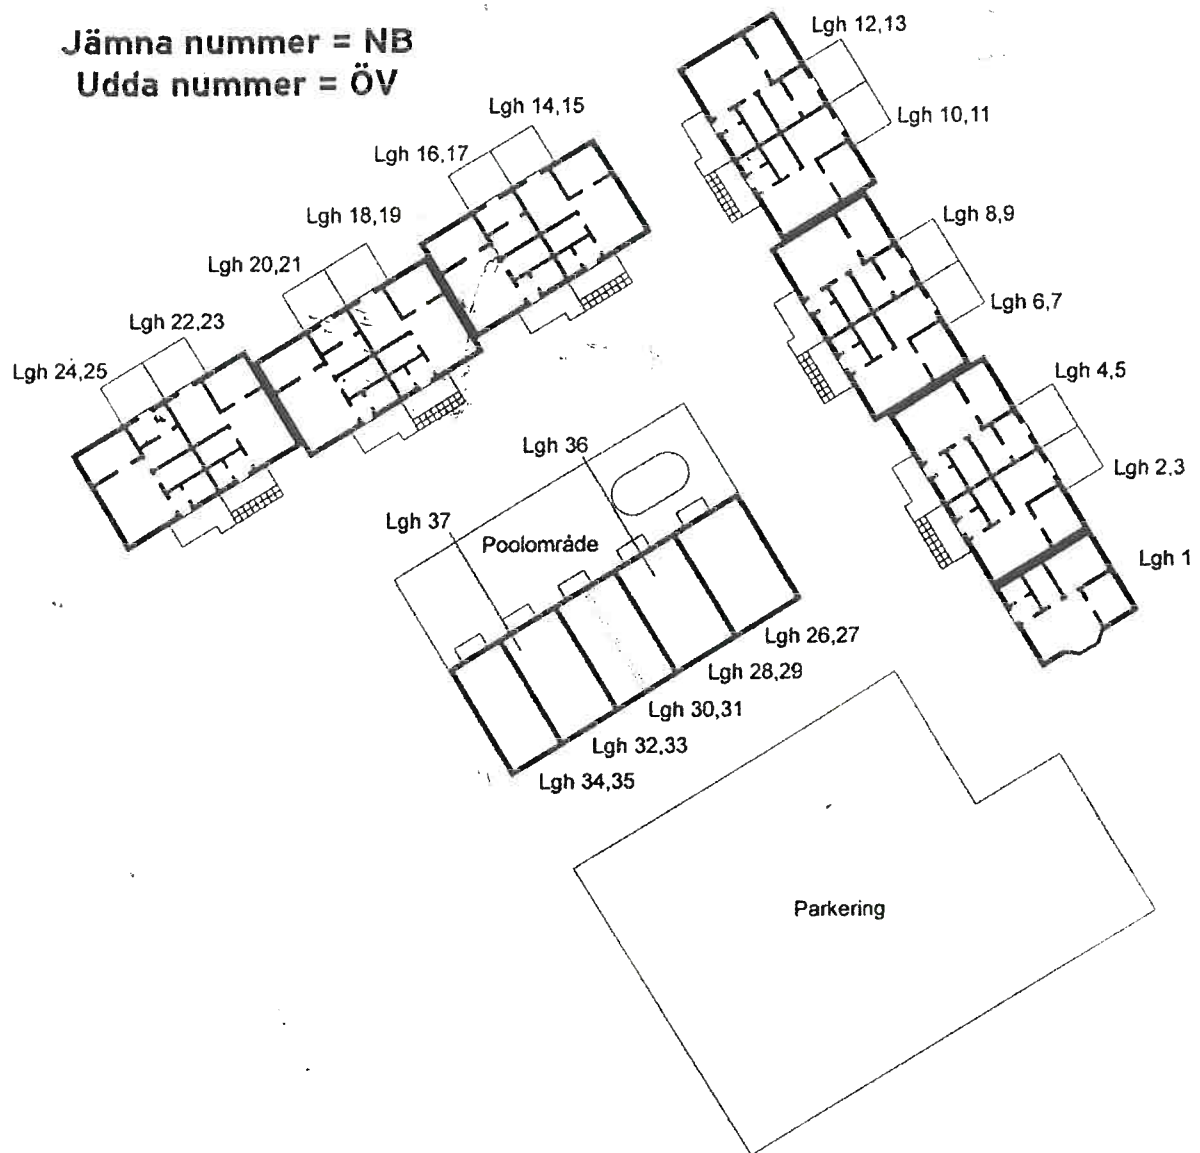 Jämna nummer = NB
Udda nummer = ÖV
Lgh 12,13
Lgh 10,11
Lgh 14,15
Lgh 16,17
Lgh 18,19
Lgh 20,21
Lgh 22,23
Lgh 24,25
Lgh 8,9
Lgh 6,7
Lgh 4,5
Lgh 2,3
Lgh 1
Lgh 36
Lgh 37
Poolområde
Lgh 26,27
Lgh 28,29
Lgh 30,31
Lgh 32,33
Lgh 34,35
Parkering